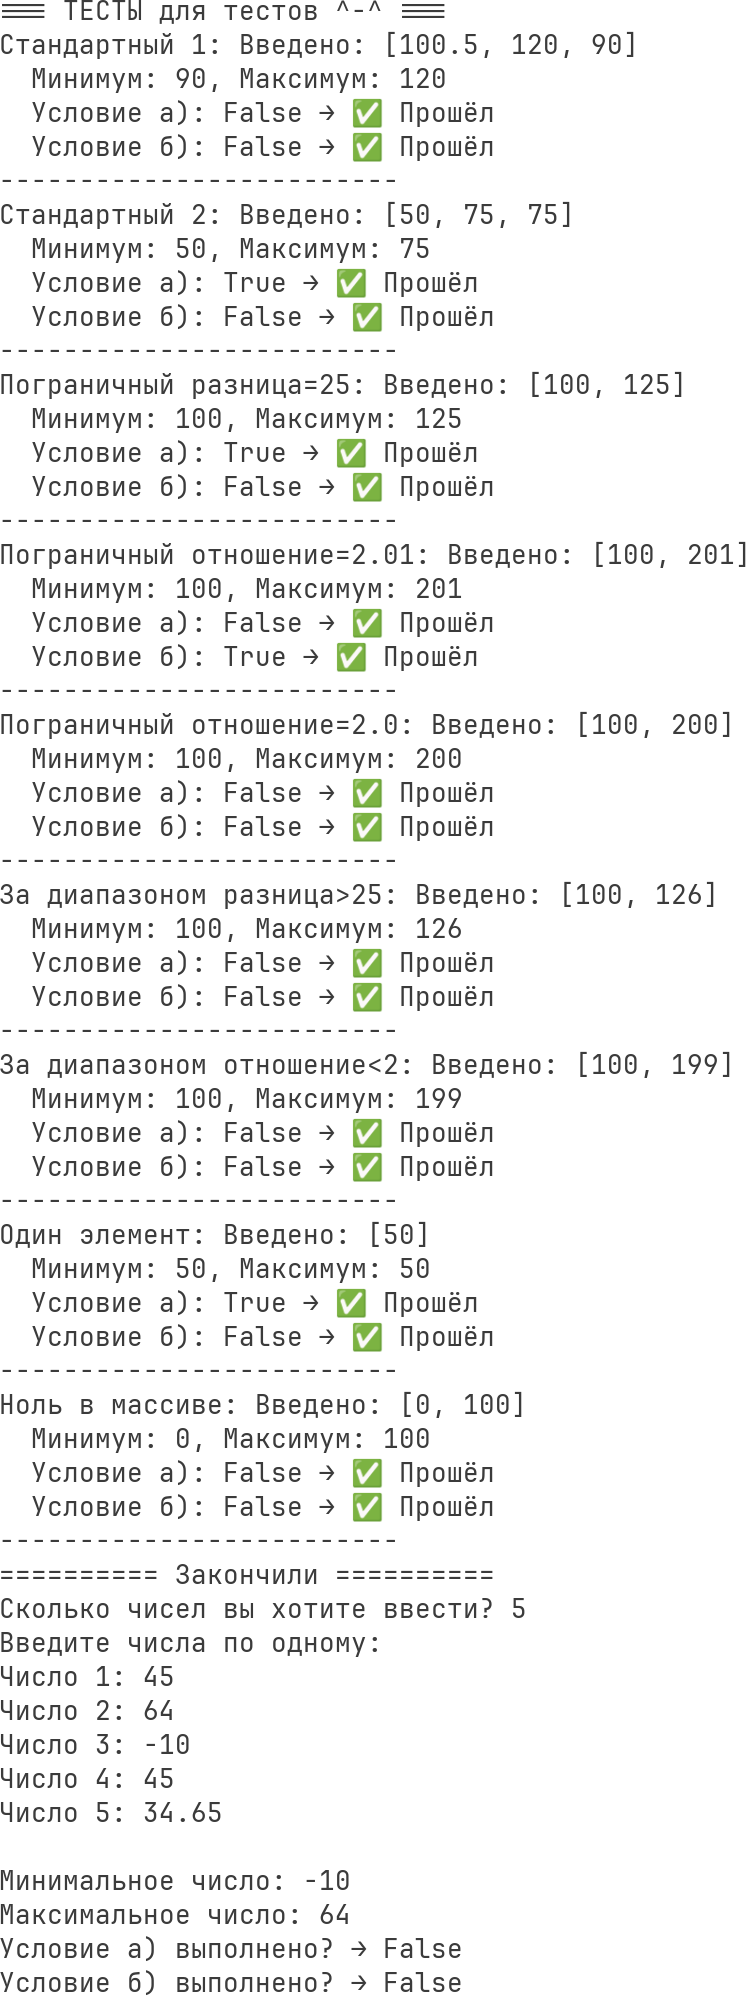 === ТЕСТЫ для тестов ^-^ ===
Стандартный 1: Введено: [100.5, 120, 90]
  Минимум: 90, Максимум: 120
  Условие а): False → ✅ Прошёл
  Условие б): False → ✅ Прошёл
-------------------------
Стандартный 2: Введено: [50, 75, 75]
  Минимум: 50, Максимум: 75
  Условие а): True → ✅ Прошёл
  Условие б): False → ✅ Прошёл
-------------------------
Пограничный разница=25: Введено: [100, 125]
  Минимум: 100, Максимум: 125
  Условие а): True → ✅ Прошёл
  Условие б): False → ✅ Прошёл
-------------------------
Пограничный отношение=2.01: Введено: [100, 201]
  Минимум: 100, Максимум: 201
  Условие а): False → ✅ Прошёл
  Условие б): True → ✅ Прошёл
-------------------------
Пограничный отношение=2.0: Введено: [100, 200]
  Минимум: 100, Максимум: 200
  Условие а): False → ✅ Прошёл
  Условие б): False → ✅ Прошёл
-------------------------
За диапазоном разница>25: Введено: [100, 126]
  Минимум: 100, Максимум: 126
  Условие а): False → ✅ Прошёл
  Условие б): False → ✅ Прошёл
-------------------------
За диапазоном отношение<2: Введено: [100, 199]
  Минимум: 100, Максимум: 199
  Условие а): False → ✅ Прошёл
  Условие б): False → ✅ Прошёл
-------------------------
Один элемент: Введено: [50]
  Минимум: 50, Максимум: 50
  Условие а): True → ✅ Прошёл
  Условие б): False → ✅ Прошёл
-------------------------
Ноль в массиве: Введено: [0, 100]
  Минимум: 0, Максимум: 100
  Условие а): False → ✅ Прошёл
  Условие б): False → ✅ Прошёл
-------------------------
========== Закончили ==========
Сколько чисел вы хотите ввести? 5
Введите числа по одному:
Число 1: 45
Число 2: 64
Число 3: -10
Число 4: 45
Число 5: 34.65

Минимальное число: -10
Максимальное число: 64
Условие а) выполнено? → False
Условие б) выполнено? → False